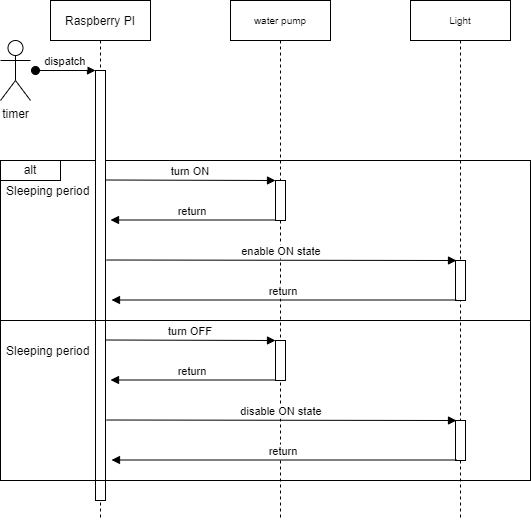 Raspberry PI
water pump
Light
dispatch
timer
alt
Sleeping period
turn ON
return
enable ON state
return
Sleeping period
turn OFF
return
disable ON state
return